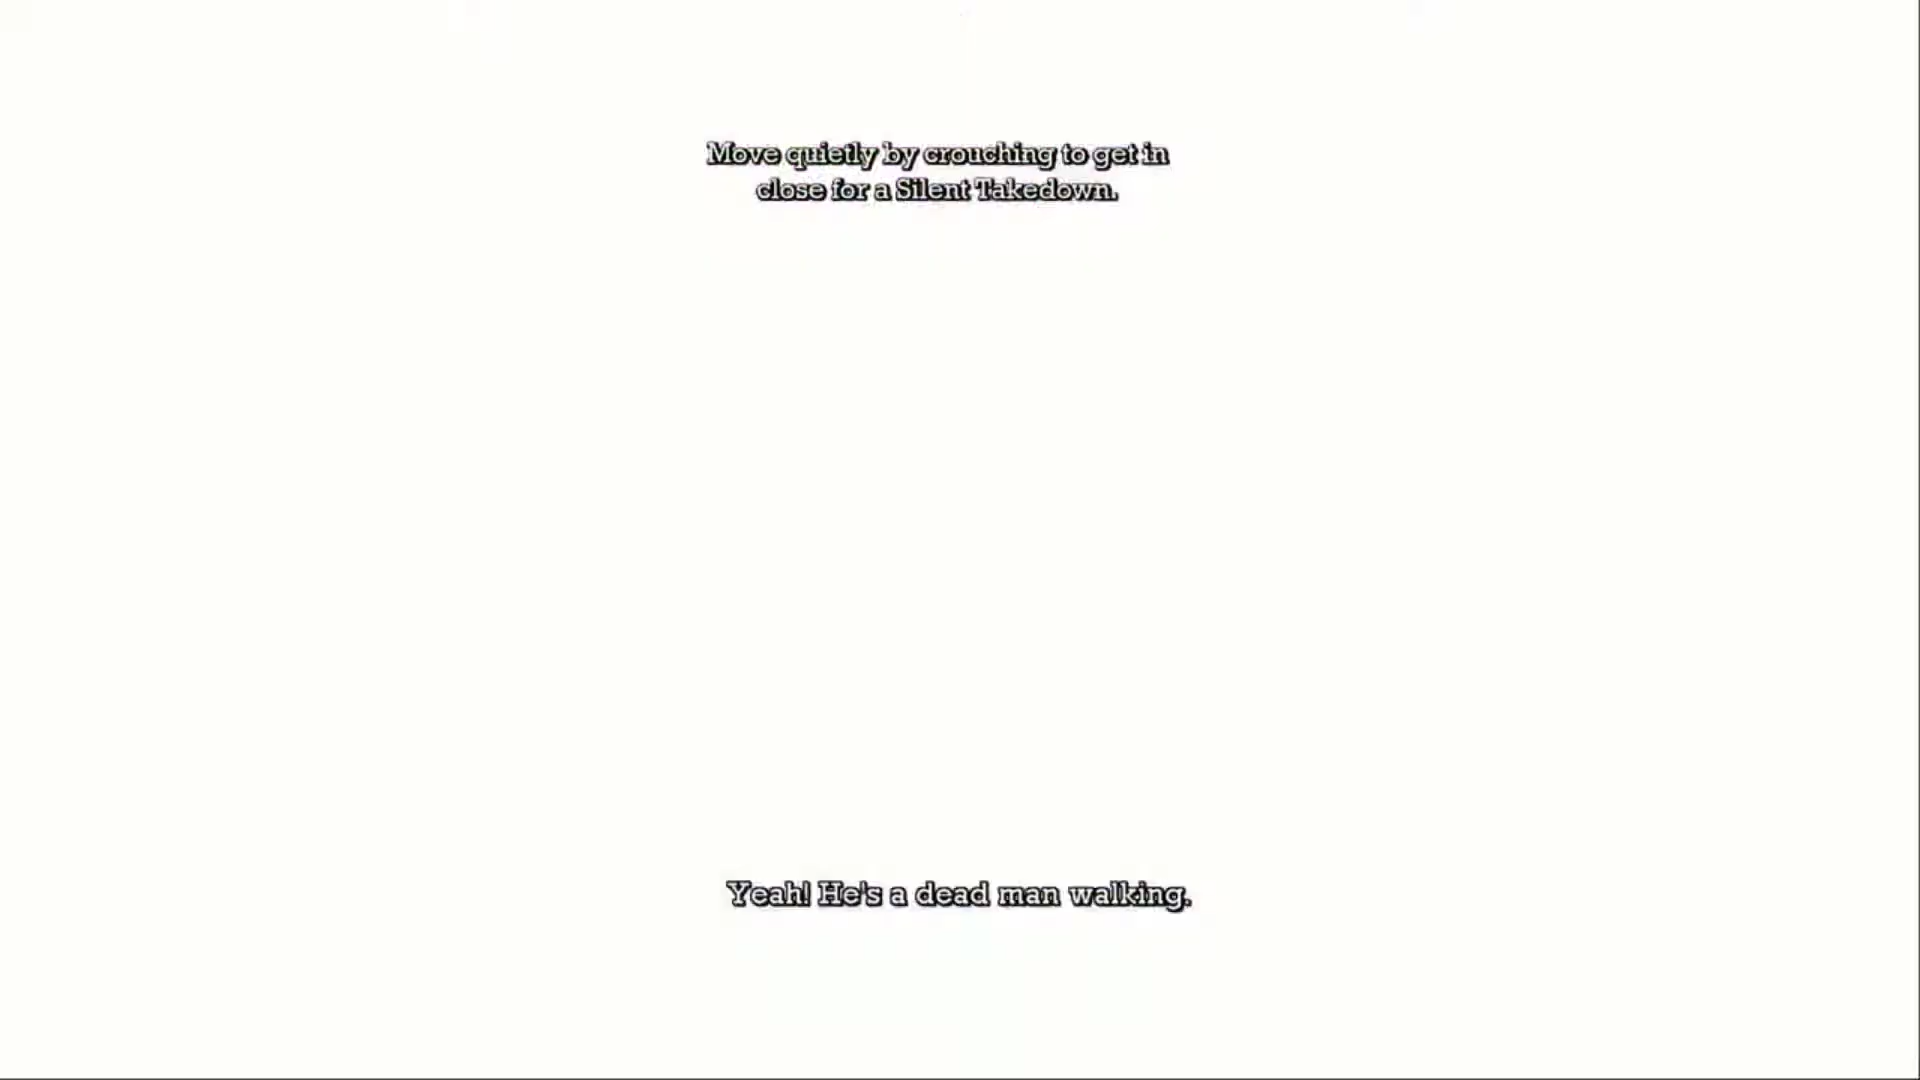 Move quietly by crouching to get in
close for a Silent Takedown.
Yeah! He's a dead man walking.